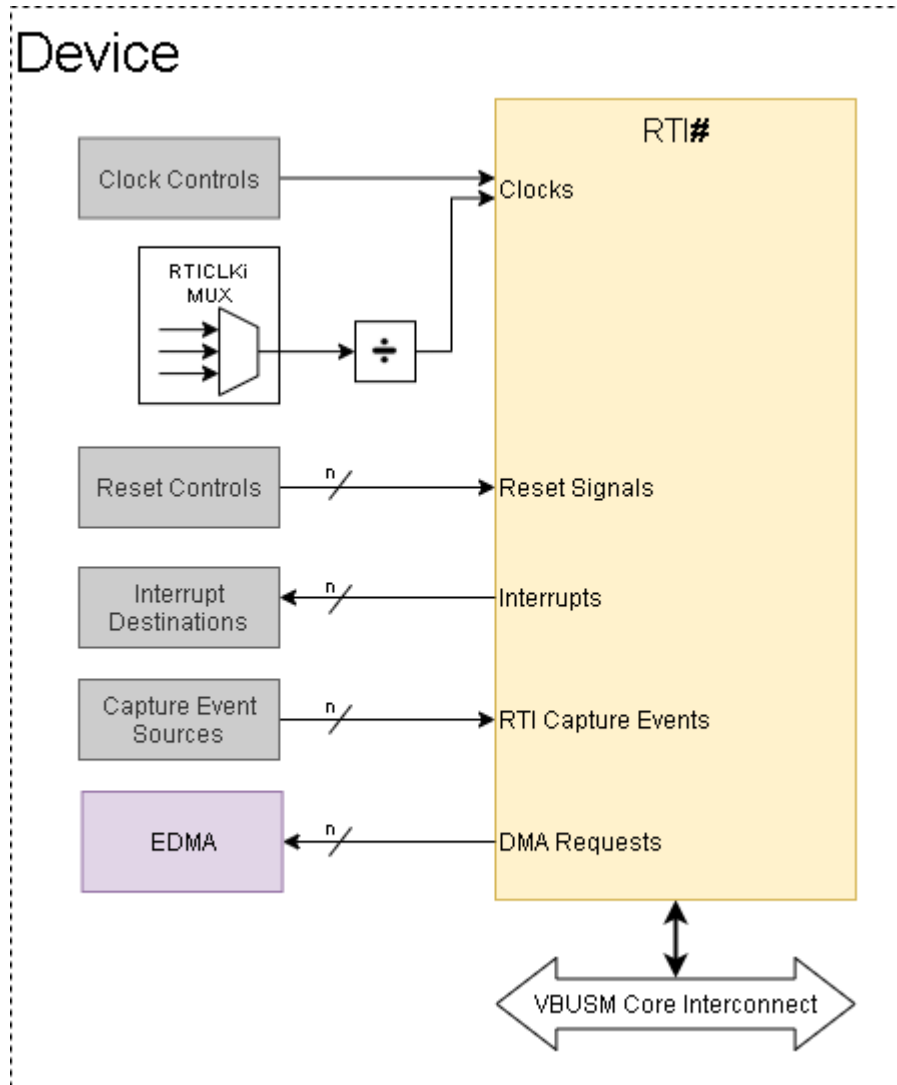 Device
RTI#
Clock Controls
Clocks
RTICLKi
MUX
÷
Reset Controls
n
Reset Signals
Interrupt
Destinations
n
Interrupts
Capture Event
Sources
n
RTI Capture Events
EDMA
n
DMA Requests
VBUSM Core Interconnect